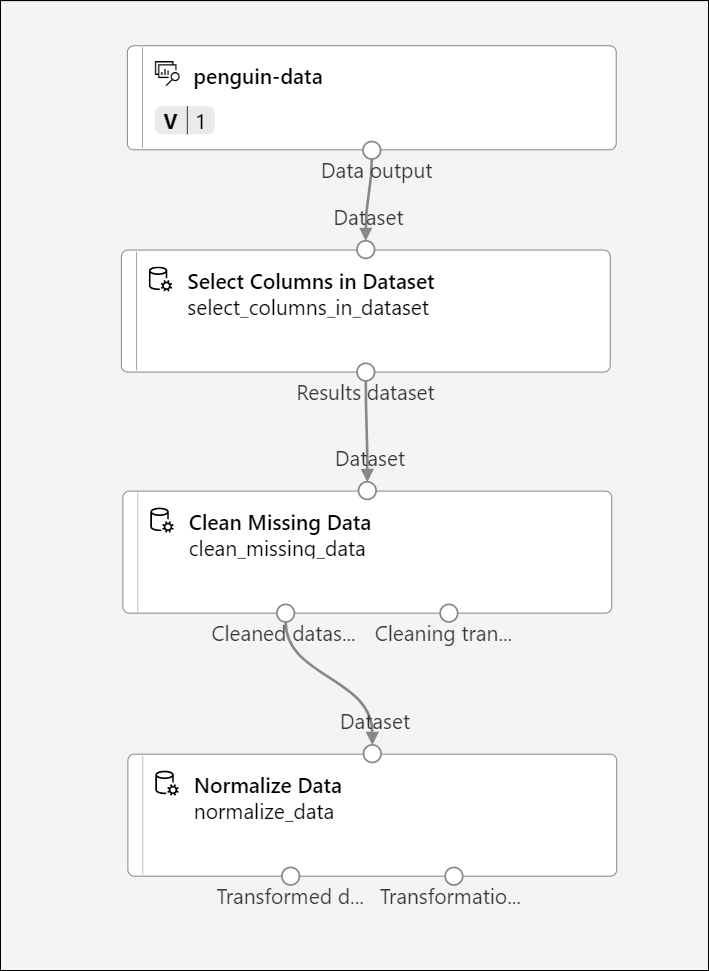 penguin-data
V 1
Data output
Dataset
Select Columns in Dataset
select_columns_in_dataset
Results dataset
Dataset
Clean Missing Data
clean_missing_data
Cleaned datas... Cleaning tran...
Dataset
Normalize Data
normalize_data
Transformed d... Transformatio...